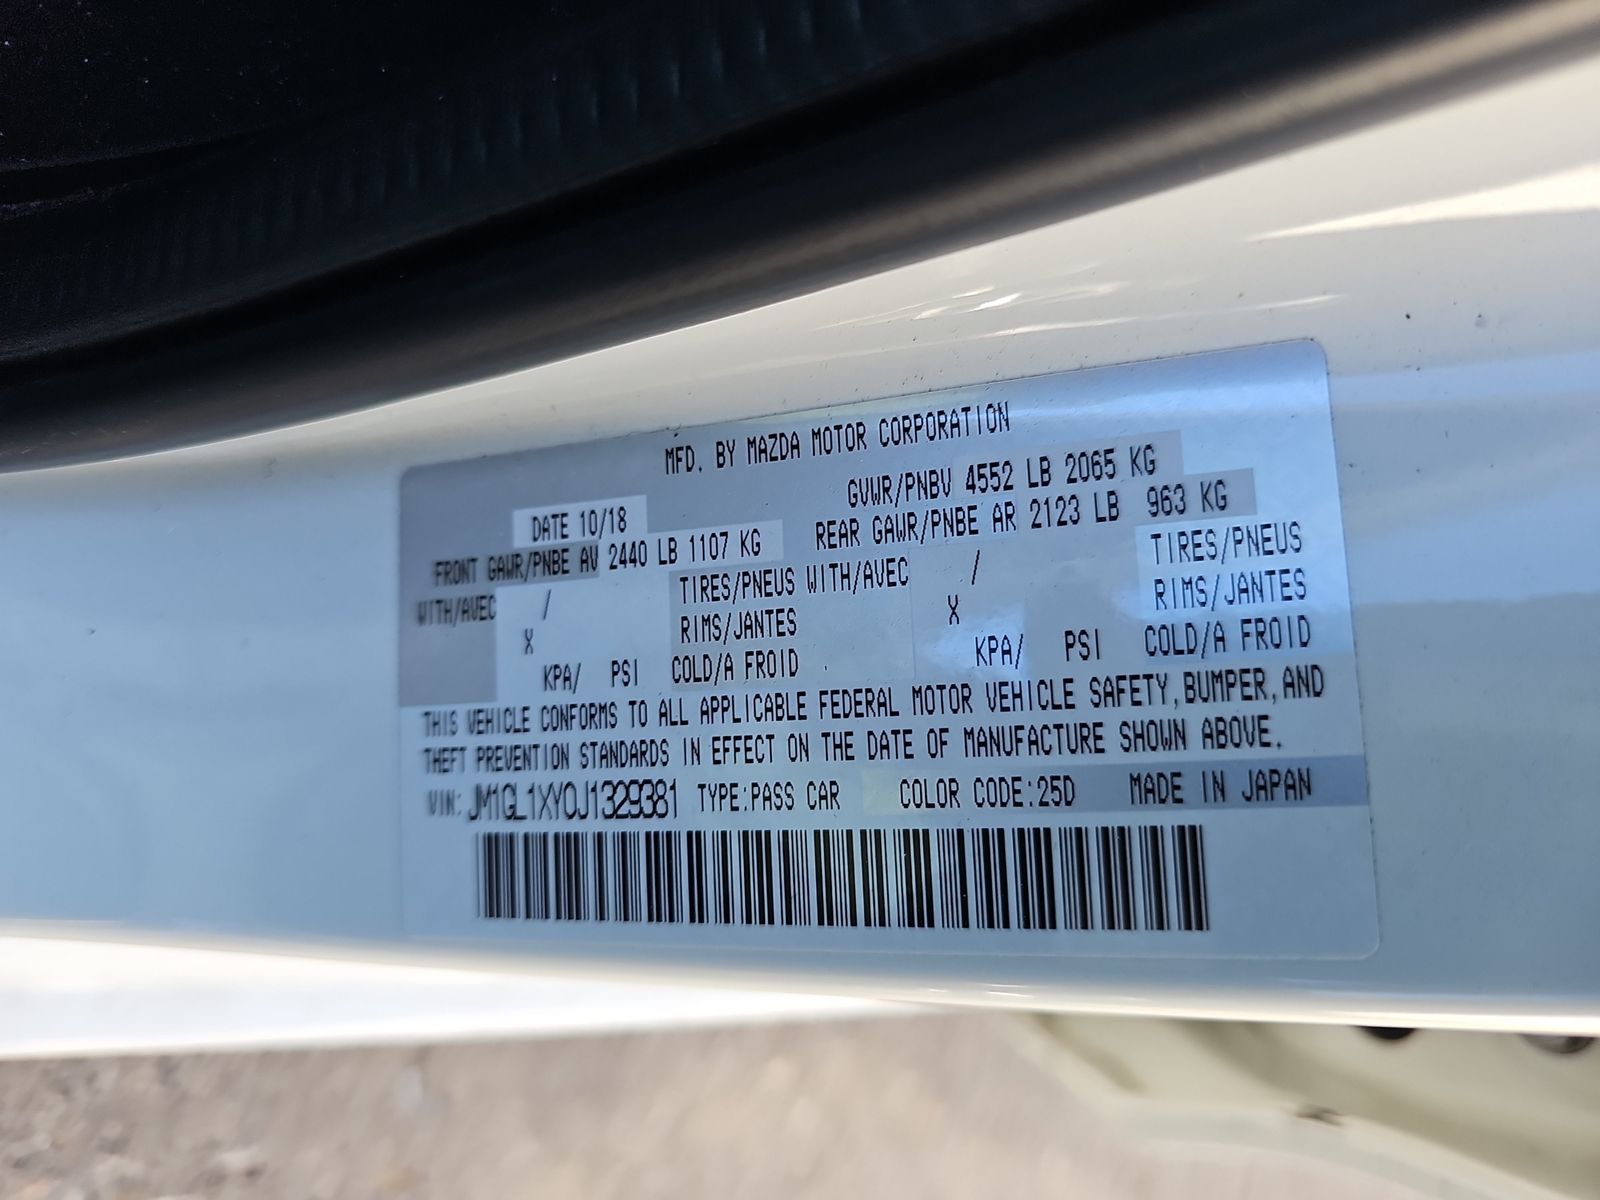 MFD. BY MAZDA MOTOR CORPORATION
DATE 10/18 GVWR/PNBV 4552 LB 2065 KG
FRONT GAWR/PNBE AV 2440 LB 1107 KG REAR GAWR/PNBE AR 2123 LB 963 KG
WITH/AVEC / TIRES/PNEUS WITH/AVEC / TIRES/PNEUS
X RIMS/JANTES X RIMS/JANTES
KPA/ PSI COLD/A FROID KPA/ PSI COLD/A FROID
THIS VEHICLE CONFORMS TO ALL APPLICABLE FEDERAL MOTOR VEHICLE SAFETY, BUMPER, AND
THEFT PREVENTION STANDARDS IN EFFECT ON THE DATE OF MANUFACTURE SHOWN ABOVE.
VIN: JM1GL1XY0J1329381 TYPE:PASS CAR COLOR CODE:25D MADE IN JAPAN